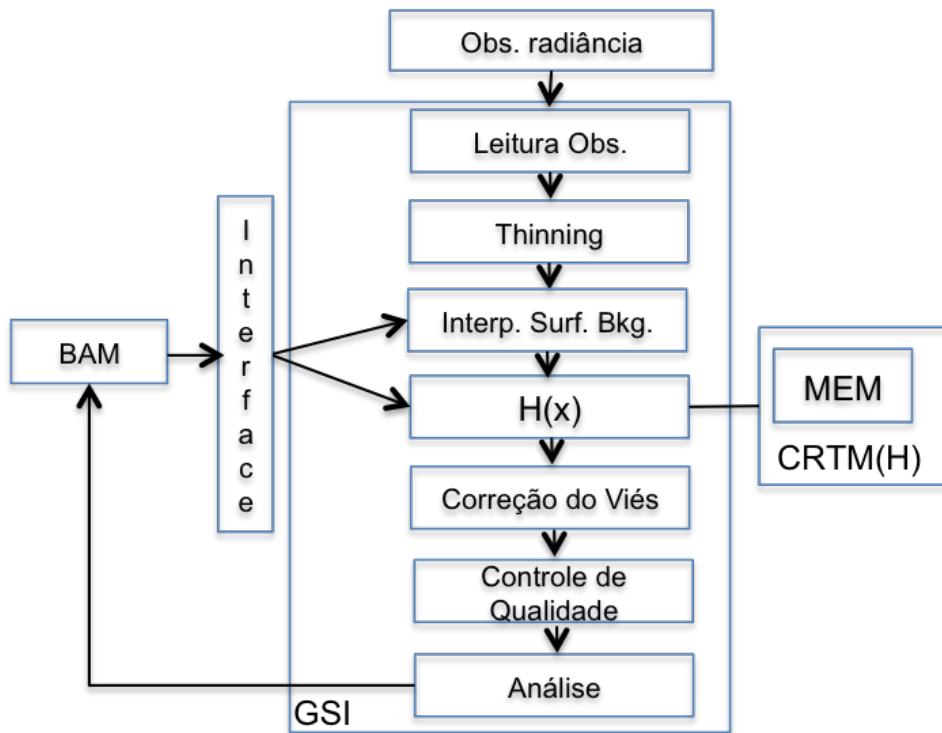 Obs. radiância
Leitura Obs.
Thinning
Interp. Surf. Bkg.
H(x)
Correção do Viés
Controle de
Qualidade
Análise
GSI
BAM
I
n
t
e
r
f
a
c
e
MEM
CRTM(H)